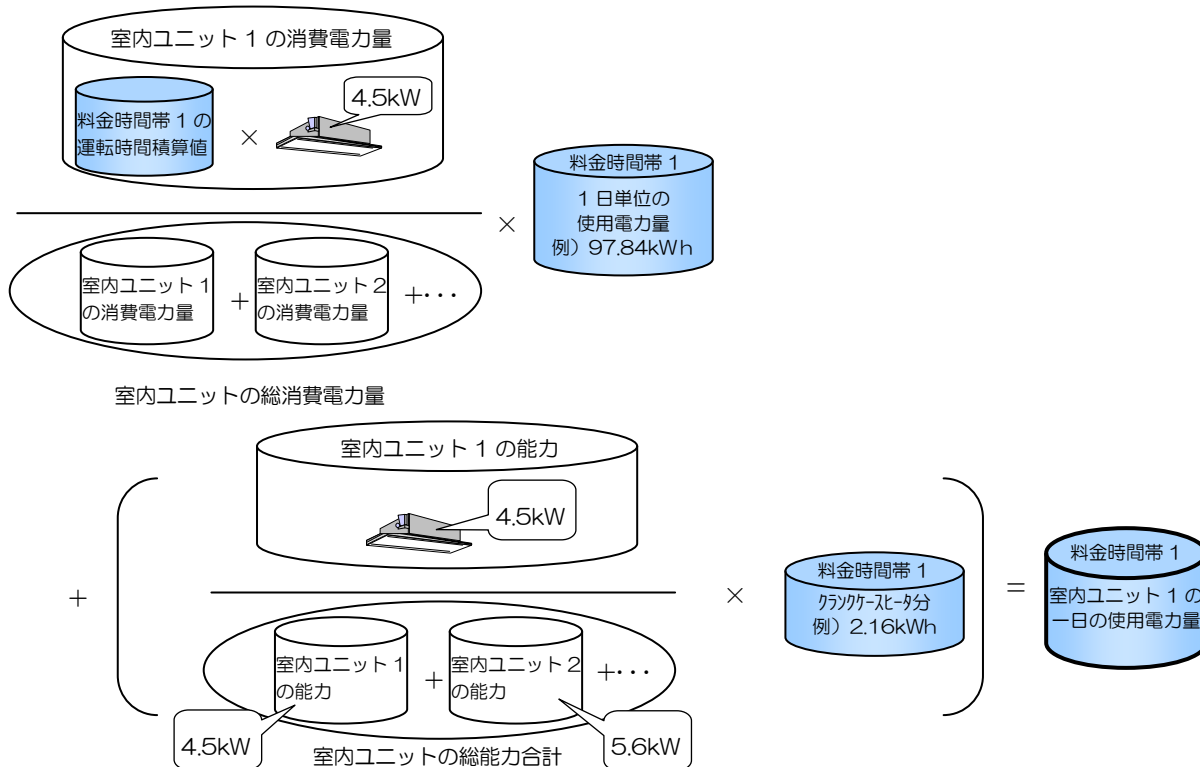 室内ユニット 1 の消費電力量
4.5kW
料金時間帯 1 の
運転時間積算値
×
料金時間帯 1
1 日単位の
使用電力量
例）97.84kWh
×
室内ユニット 1
の消費電力量
+
室内ユニット 2
の消費電力量
+･･･
室内ユニットの総消費電力量
室内ユニット 1 の能力
4.5kW
+
×
料金時間帯 1
ｸﾗﾝｸｹｰｽﾋｰﾀ分
例）2.16kWh
=
料金時間帯 1
室内ユニット 1 の
一日の使用電力量
室内ユニット 1
の能力
+
室内ユニット 2
の能力
+･･･
4.5kW
5.6kW
室内ユニットの総能力合計